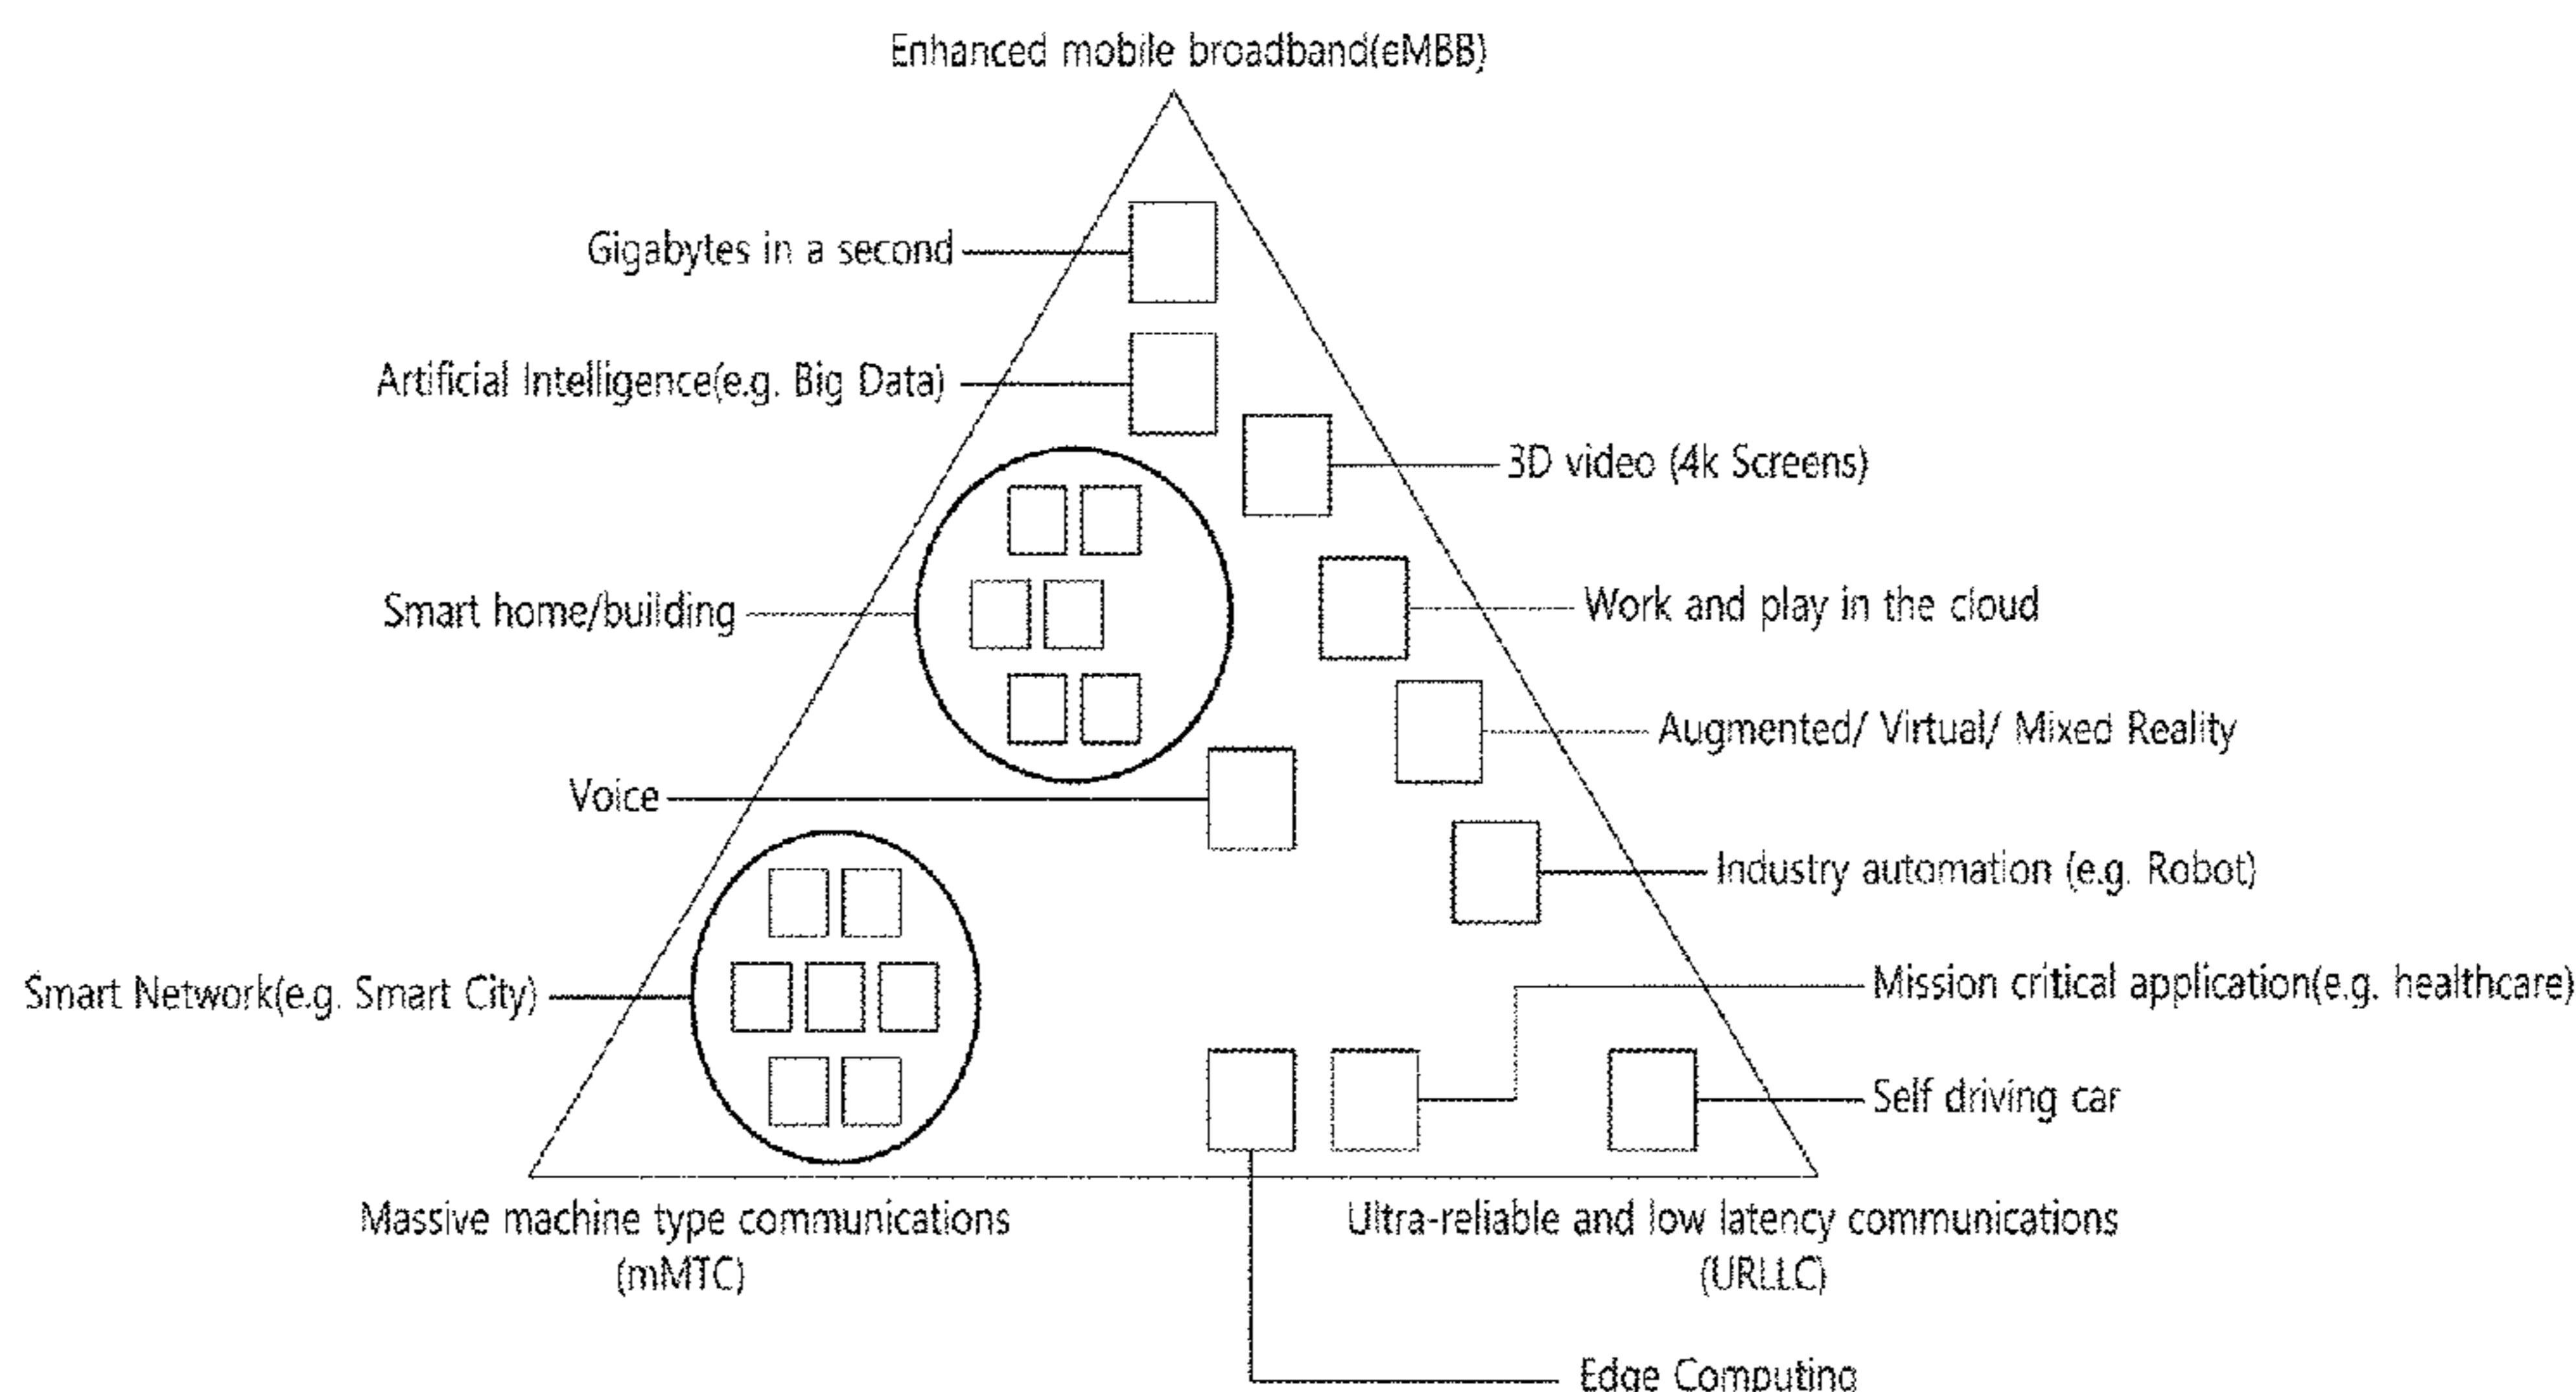 Enhanced mobile broadband(eMBB)
Gigabytes in a second
Artificial Intelligence(e.g. Big Data)
3D video (4k Screens)
Smart home/building
Work and play in the cloud
Augmented/ Virtual/ Mixed Reality
Voice
Industry automation (e.g. Robot)
Smart Network(e.g. Smart City)
Mission critical application(e.g. healthcare)
Self driving car
Massive machine type communications
(mMTC)
Ultra-reliable and low latency communications
(URLLC)
Edge Computing